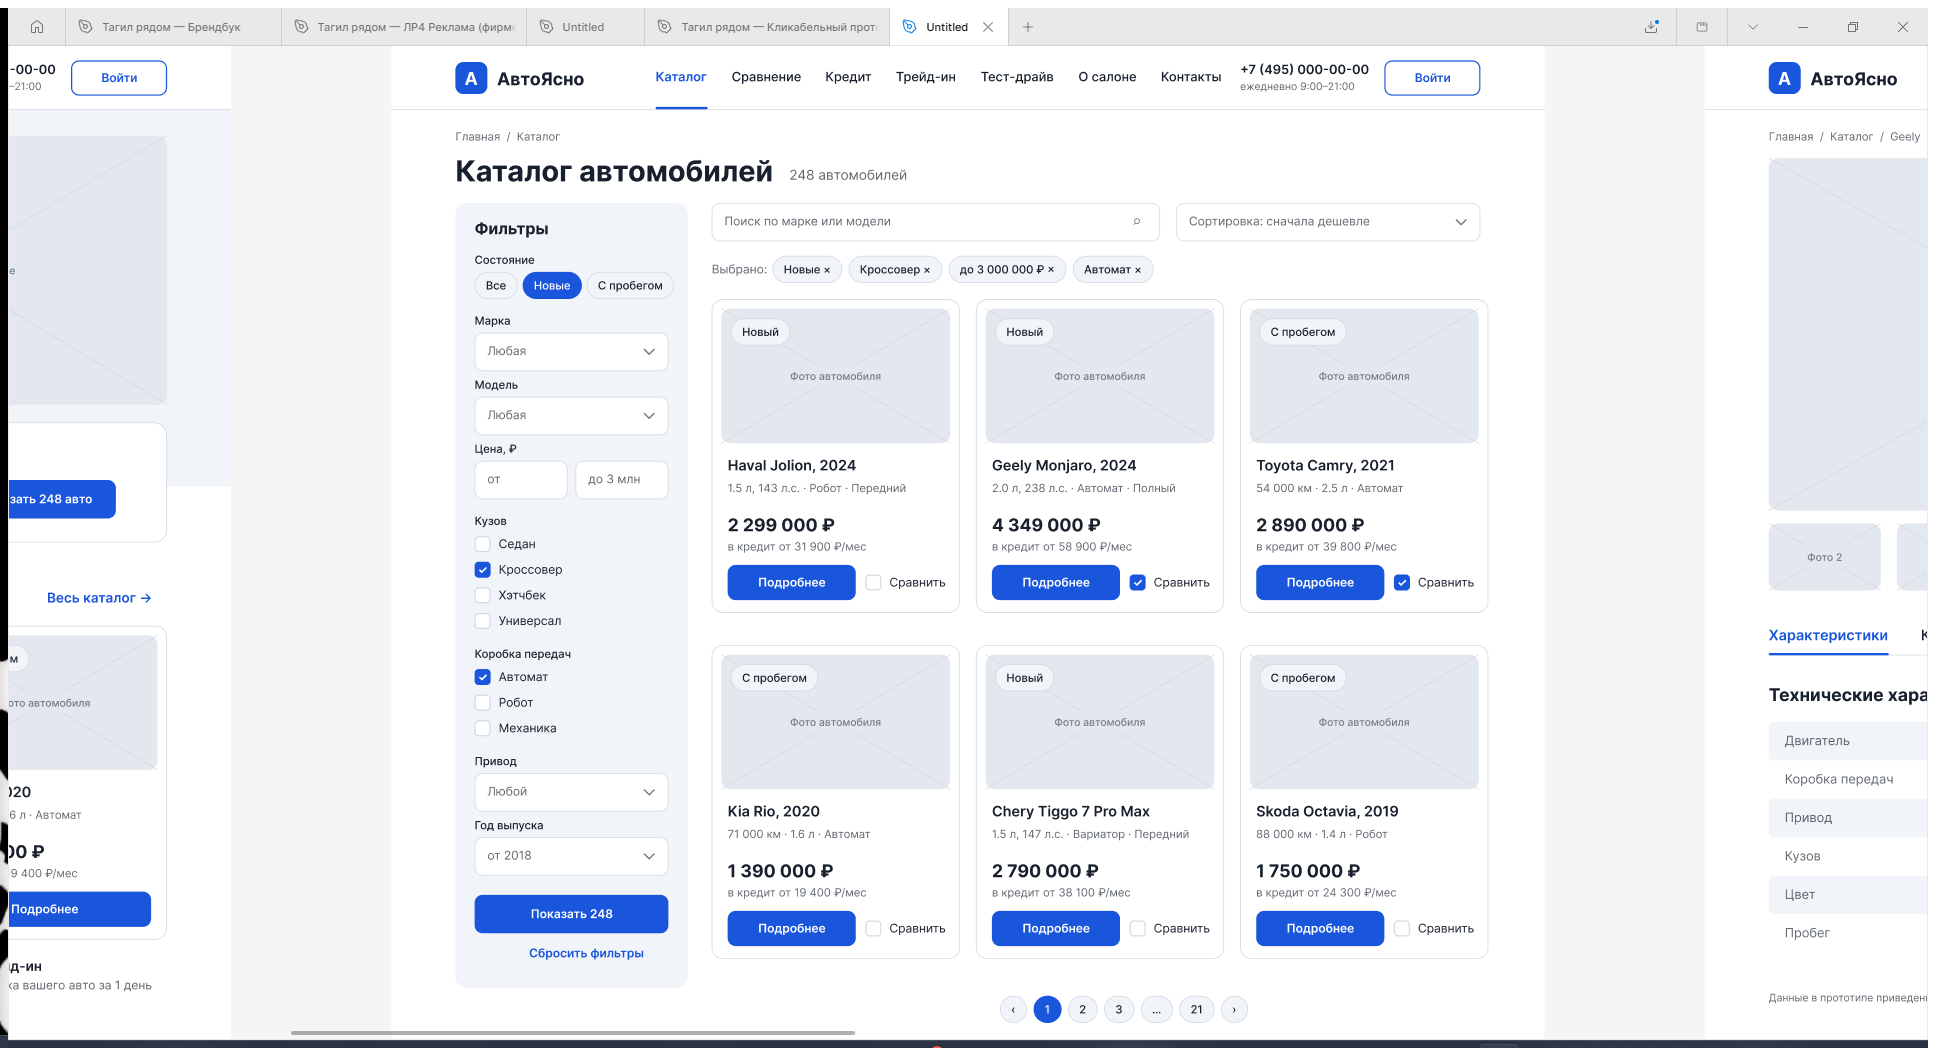 Тагил рядом — Брендбук
Тагил рядом — ЛР4 Реклама (фирм
Untitled
Тагил рядом — Кликабельный прот
Untitled
-00-00
–21:00
Войти
зать 248 авто
Весь каталог →
то автомобиля
020
6 л · Автомат
00 ₽
9 400 ₽/мес
Подробнее
д-ин
ка вашего авто за 1 день
А АвтоЯсно
Каталог
Сравнение
Кредит
Трейд-ин
Тест-драйв
О салоне
Контакты
+7 (495) 000-00-00
ежедневно 9:00–21:00
Войти
Главная / Каталог
Каталог автомобилей 248 автомобилей
Фильтры
Состояние
Все Новые С пробегом
Марка
Любая
Модель
Любая
Цена, ₽
от до 3 млн
Кузов
Седан
Кроссовер
Хэтчбек
Универсал
Коробка передач
Автомат
Робот
Механика
Привод
Любой
Год выпуска
от 2018
Показать 248
Сбросить фильтры
Поиск по марке или модели
Сортировка: сначала дешевле
Выбрано: Новые × Кроссовер × до 3 000 000 ₽ × Автомат ×
Новый
Фото автомобиля
Haval Jolion, 2024
1.5 л, 143 л.с. · Робот · Передний
2 299 000 ₽
в кредит от 31 900 ₽/мес
Подробнее Сравнить
Новый
Фото автомобиля
Geely Monjaro, 2024
2.0 л, 238 л.с. · Автомат · Полный
4 349 000 ₽
в кредит от 58 900 ₽/мес
Подробнее Сравнить
С пробегом
Фото автомобиля
Toyota Camry, 2021
54 000 км · 2.5 л · Автомат
2 890 000 ₽
в кредит от 39 800 ₽/мес
Подробнее Сравнить
С пробегом
Фото автомобиля
Kia Rio, 2020
71 000 км · 1.6 л · Автомат
1 390 000 ₽
в кредит от 19 400 ₽/мес
Подробнее Сравнить
Новый
Фото автомобиля
Chery Tiggo 7 Pro Max
1.5 л, 147 л.с. · Вариатор · Передний
2 790 000 ₽
в кредит от 38 100 ₽/мес
Подробнее Сравнить
С пробегом
Фото автомобиля
Skoda Octavia, 2019
88 000 км · 1.4 л · Робот
1 750 000 ₽
в кредит от 24 300 ₽/мес
Подробнее Сравнить
‹ 1 2 3 ... 21 ›
А АвтоЯсно
Главная / Каталог / Geely
Фото 2
Характеристики
Технические хара
Двигатель
Коробка передач
Привод
Кузов
Цвет
Пробег
Данные в прототипе приведен